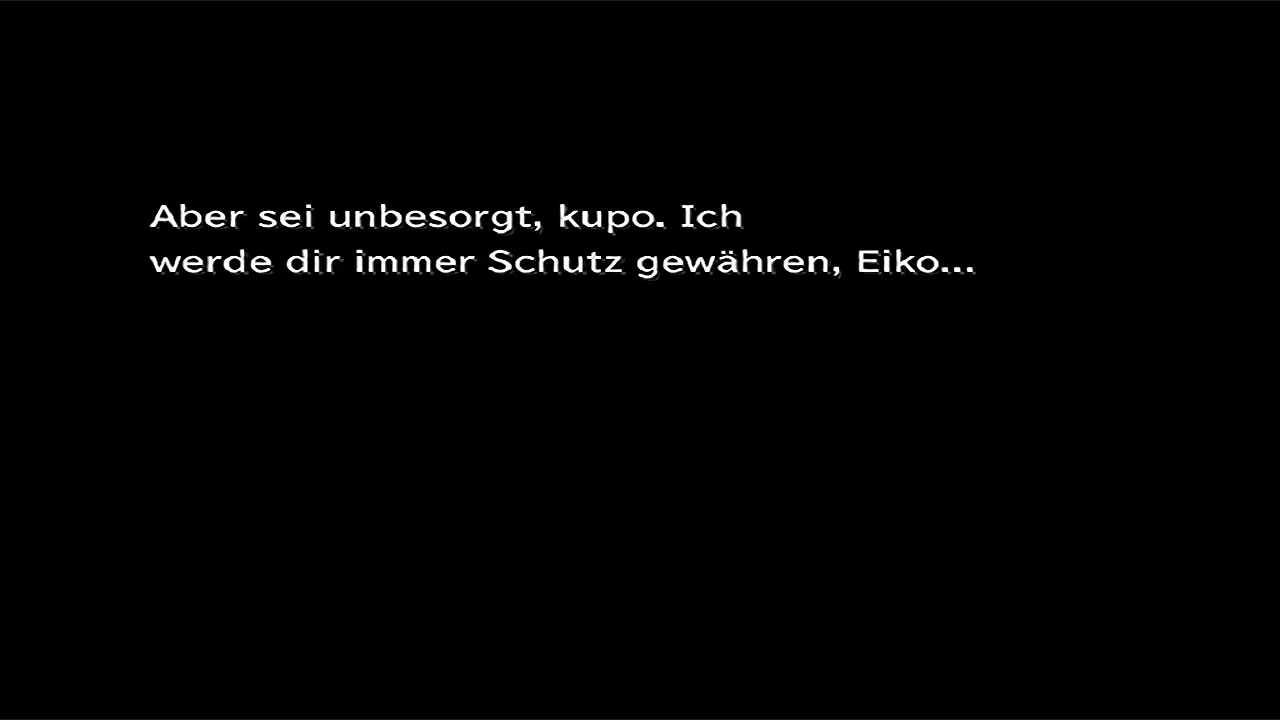 Aber sei unbesorgt, kupo. Ich
werde dir immer Schutz gewähren, Eiko...